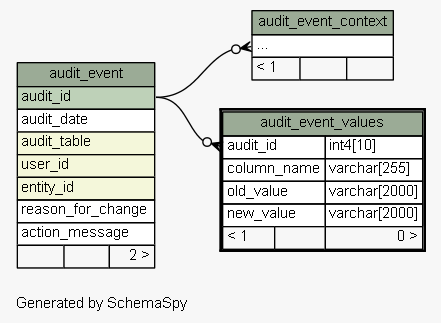 audit_event_context
...
< 1
audit_event
audit_id
audit_date
audit_table
user_id
entity_id
reason_for_change
action_message
2 >
audit_event_values
audit_id int4[10]
column_name varchar[255]
old_value varchar[2000]
new_value varchar[2000]
< 1 0 >
Generated by SchemaSpy